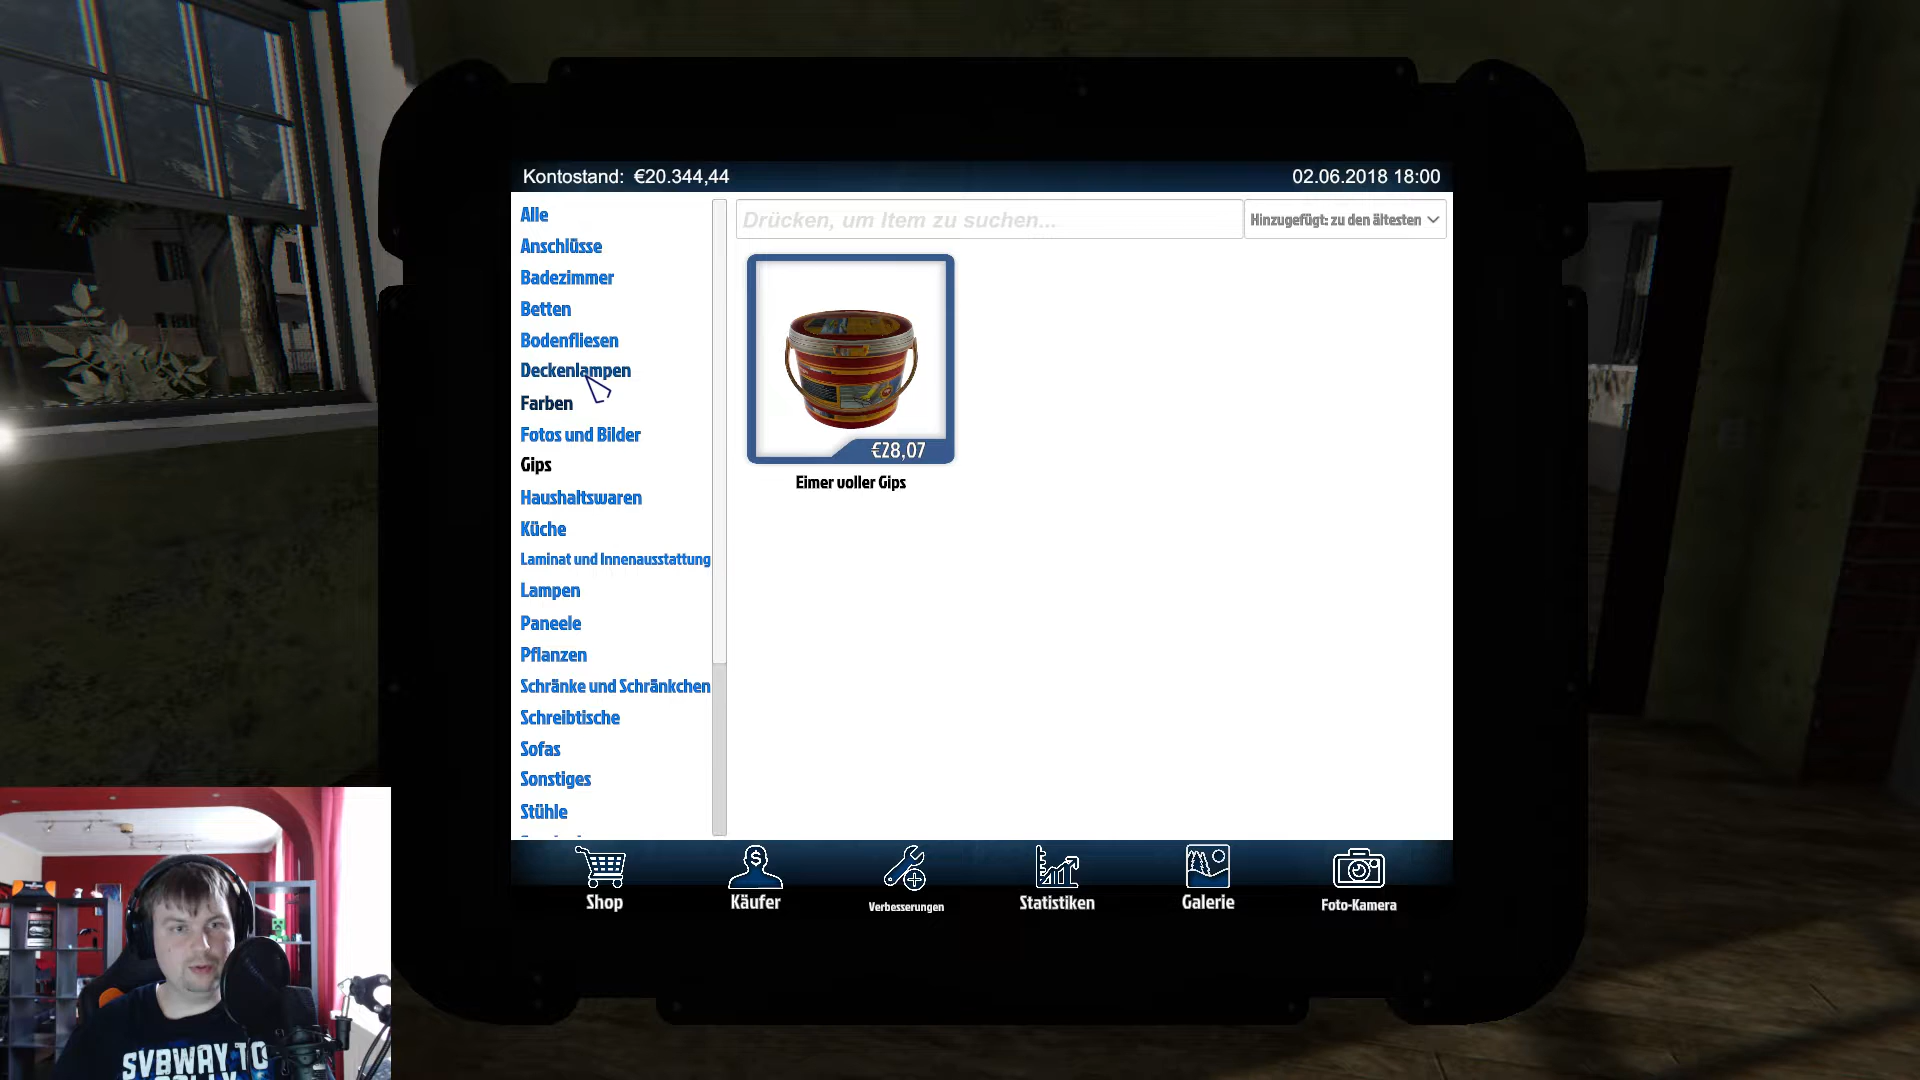 Kontostand: €20.344,44
02.06.2018 18:00
Alle
Anschlüsse
Badezimmer
Betten
Bodenfliesen
Deckenlampen
Farben
Fotos und Bilder
Gips
Haushaltswaren
Küche
Laminat und Innenausstattung
Lampen
Paneele
Pflanzen
Schränke und Schränkchen
Schreibtische
Sofas
Sonstiges
Stühle
Drücken, um Item zu suchen...
Hinzugefügt: zu den ältesten
€28,07
Eimer voller Gips
Shop
Käufer
Verbesserungen
Statistiken
Galerie
Foto-Kamera
SVBWAY TO